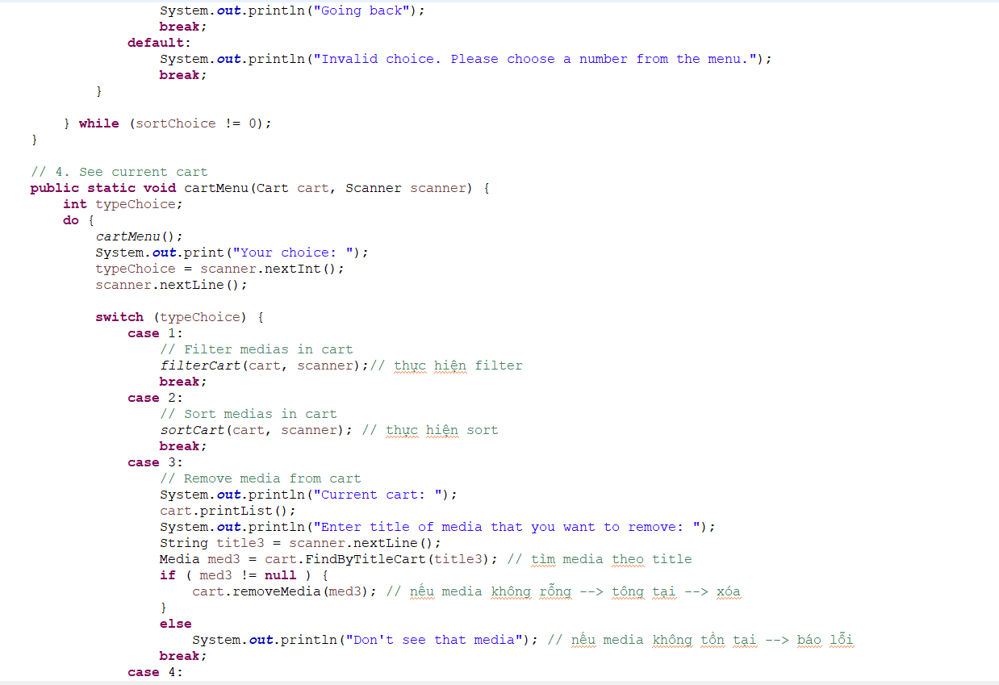 System.out.println("Going back");
break;
default:
System.out.println("Invalid choice. Please choose a number from the menu.");
break;
}
} while (sortChoice != 0);
}
// 4. See current cart
public static void cartMenu(Cart cart, Scanner scanner) {
int typeChoice;
do {
cartMenu();
System.out.print("Your choice: ");
typeChoice = scanner.nextInt();
scanner.nextLine();
switch (typeChoice) {
case 1:
// Filter medias in cart
filterCart(cart, scanner);// thực hiện filter
break;
case 2:
// Sort medias in cart
sortCart(cart, scanner); // thực hiện sort
break;
case 3:
// Remove media from cart
System.out.println("Current cart: ");
cart.printList();
System.out.println("Enter title of media that you want to remove: ");
String title3 = scanner.nextLine();
Media med3 = cart.FindByTitleCart(title3); // tìm media theo title
if ( med3 != null ) {
cart.removeMedia(med3); // nếu media không rỗng --> tông tại --> xóa
}
else
System.out.println("Don't see that media"); // nếu media không tồn tại --> báo lỗi
break;
case 4: